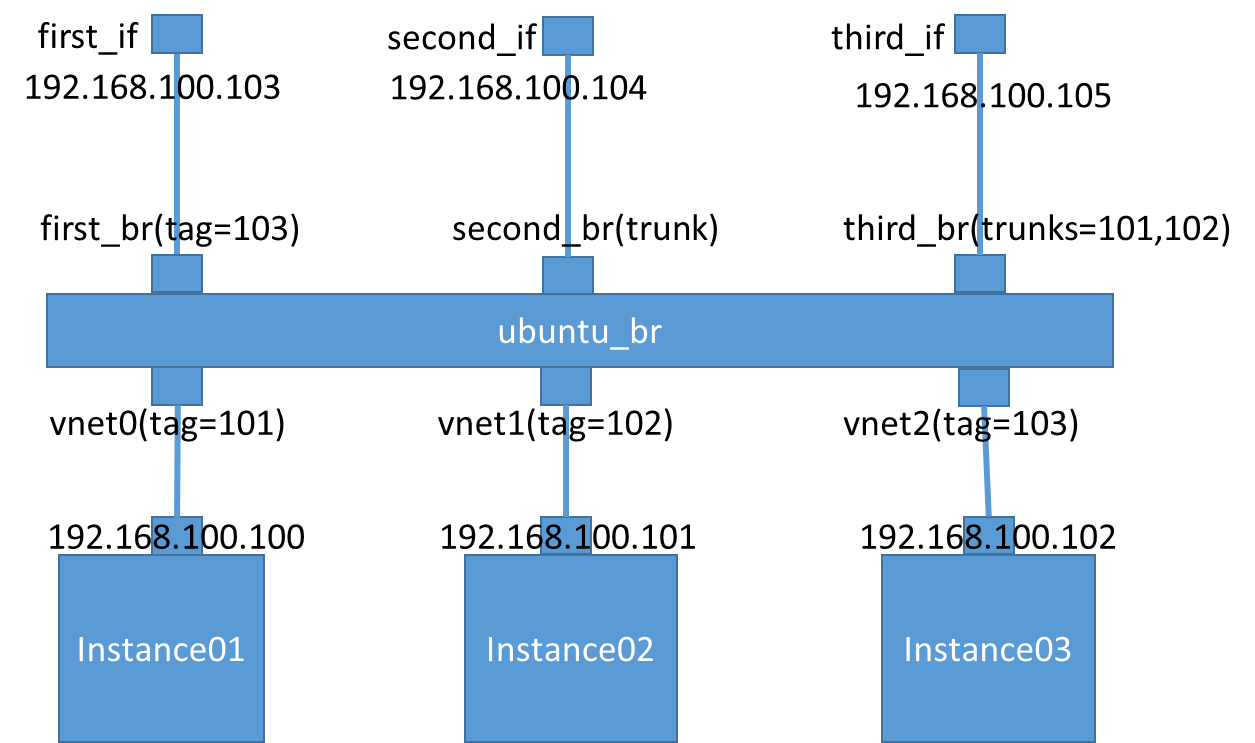 first_if
second_if
third_if
192.168.100.103
192.168.100.104
192.168.100.105
first_br(tag=103)
second_br(trunk)
third_br(trunks=101,102)
ubuntu_br
vnet0(tag=101)
vnet1(tag=102)
vnet2(tag=103)
192.168.100.100
192.168.100.101
192.168.100.102
Instance01
Instance02
Instance03